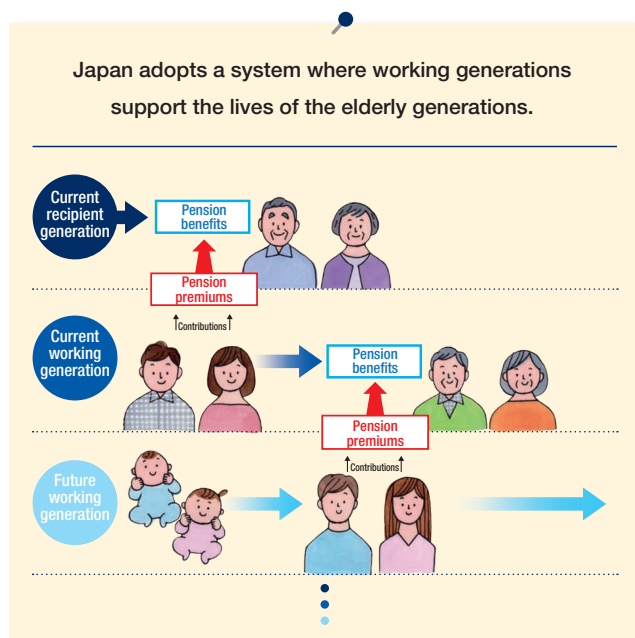 Japan adopts a system where working generations
support the lives of the elderly generations.
Current
recipient
generation
Pension
benefits
Pension
premiums
Contributions
Current
working
generation
Pension
benefits
Pension
premiums
Contributions
Future
working
generation